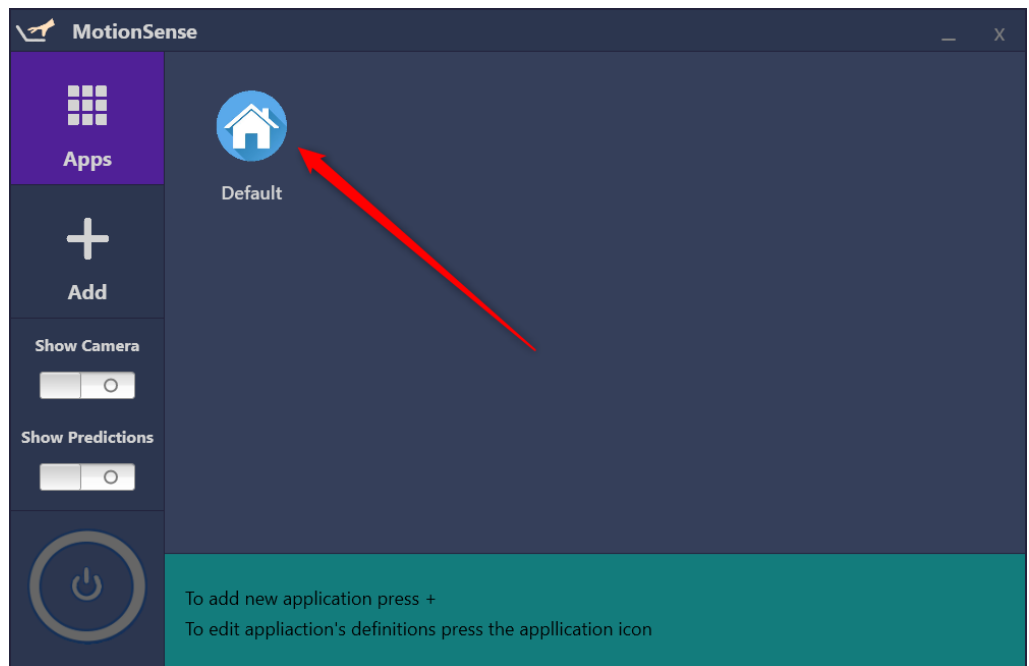 MotionSense
_ X
Apps
Default
Add
Show Camera
Show Predictions
To add new application press +
To edit appliaction's definitions press the appllication icon